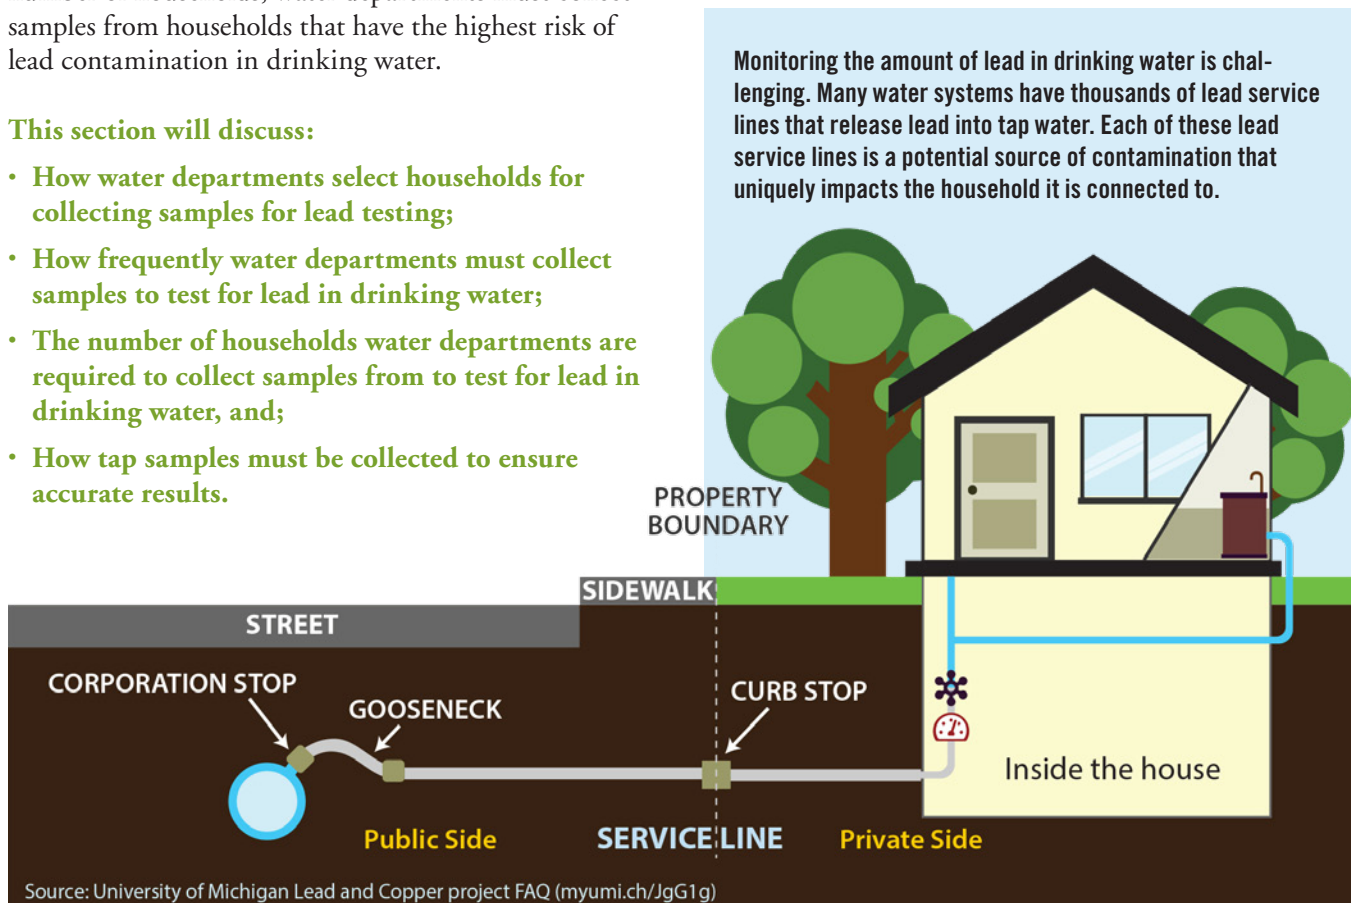 samples from households that have the highest risk of
lead contamination in drinking water.
This section will discuss:
• How water departments select households for
collecting samples for lead testing;
• How frequently water departments must collect
samples to test for lead in drinking water;
• The number of households water departments are
required to collect samples from to test for lead in
drinking water, and;
• How tap samples must be collected to ensure
accurate results.
Monitoring the amount of lead in drinking water is chal-
lenging. Many water systems have thousands of lead service
lines that release lead into tap water. Each of these lead
service lines is a potential source of contamination that
uniquely impacts the household it is connected to.
PROPERTY
BOUNDARY
SIDEWALK
STREET
CORPORATION STOP
GOOSENECK
CURB STOP
Inside the house
Public Side
SERVICE LINE
Private Side
Source: University of Michigan Lead and Copper project FAQ (myumi.ch/JgG1g)